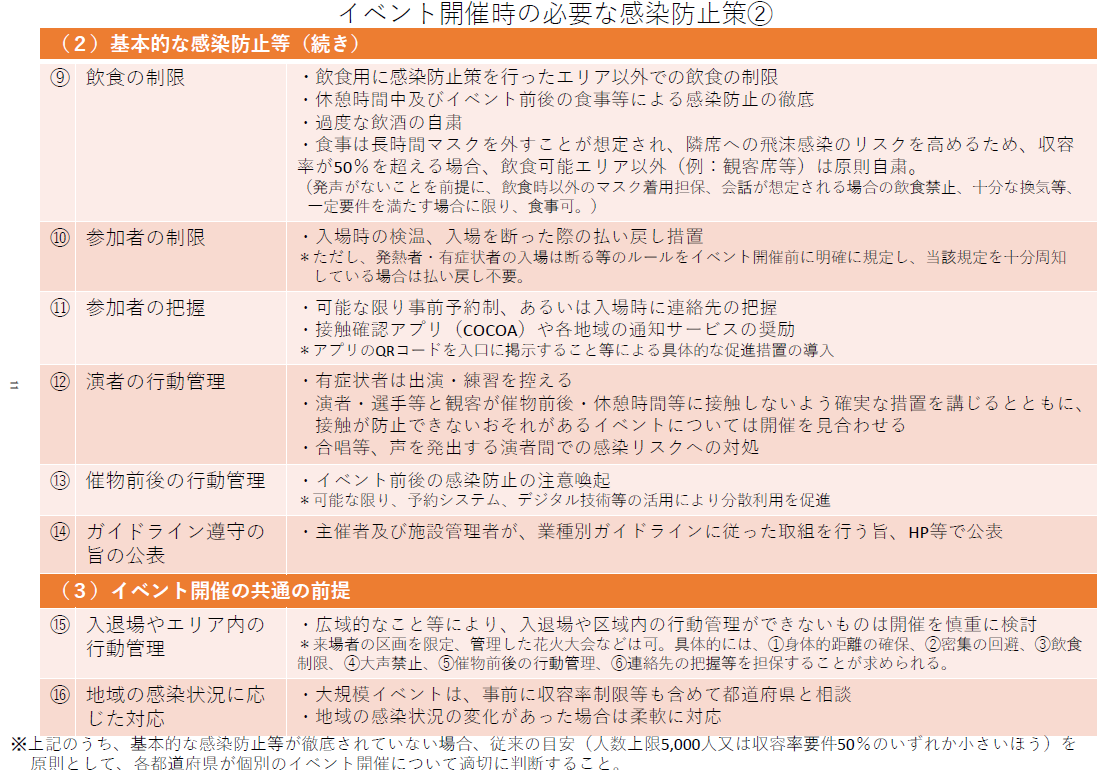 イベント開催時の必要な感染防止策②
（２）基本的な感染防止等（続き）
⑨ 飲食の制限
・飲食用に感染防止策を行ったエリア以外での飲食の制限
・休憩時間中及びイベント前後の食事等による感染防止の徹底
・過度な飲酒の自粛
・食事は長時間マスクを外すことが想定され、隣席への飛沫感染のリスクを高めるため、収容
率が50％を超える場合、飲食可能エリア以外（例：観客席等）は原則自粛。
（発声がないことを前提に、飲食時以外のマスク着用担保、会話が想定される場合の飲食禁止、十分な換気等、
一定要件を満たす場合に限り、食事可。）
⑩ 参加者の制限
・入場時の検温、入場を断った際の払い戻し措置
＊ただし、発熱者・有症状者の入場は断る等のルールをイベント開催前に明確に規定し、当該規定を十分周知
している場合は払い戻し不要。
⑪ 参加者の把握
・可能な限り事前予約制、あるいは入場時に連絡先の把握
・接触確認アプリ（COCOA）や各地域の通知サービスの奨励
＊アプリのQRコードを入口に掲示すること等による具体的な促進措置の導入
11
⑫ 演者の行動管理
・有症状者は出演・練習を控える
・演者・選手等と観客が催物前後・休憩時間等に接触しないよう確実な措置を講じるとともに、
接触が防止できないおそれがあるイベントについては開催を見合わせる
・合唱等、声を発出する演者間での感染リスクへの対処
⑬ 催物前後の行動管理
・イベント前後の感染防止の注意喚起
＊可能な限り、予約システム、デジタル技術等の活用により分散利用を促進
⑭ ガイドライン遵守の
旨の公表
・主催者及び施設管理者が、業種別ガイドラインに従った取組を行う旨、HP等で公表
（３）イベント開催の共通の前提
⑮ 入退場やエリア内の
行動管理
・広域的なこと等により、入退場や区域内の行動管理ができないものは開催を慎重に検討
＊来場者の区画を限定、管理した花火大会などは可。具体的には、①身体的距離の確保、②密集の回避、③飲食
制限、④大声禁止、⑤催物前後の行動管理、⑥連絡先の把握等を担保することが求められる。
⑯ 地域の感染状況に応
じた対応
・大規模イベントは、事前に収容率制限等も含めて都道府県と相談
・地域の感染状況の変化があった場合は柔軟に対応
※上記のうち、基本的な感染防止等が徹底されていない場合、従来の目安（人数上限5,000人又は収容率要件50％のいずれか小さいほう）を
原則として、各都道府県が個別のイベント開催について適切に判断すること。